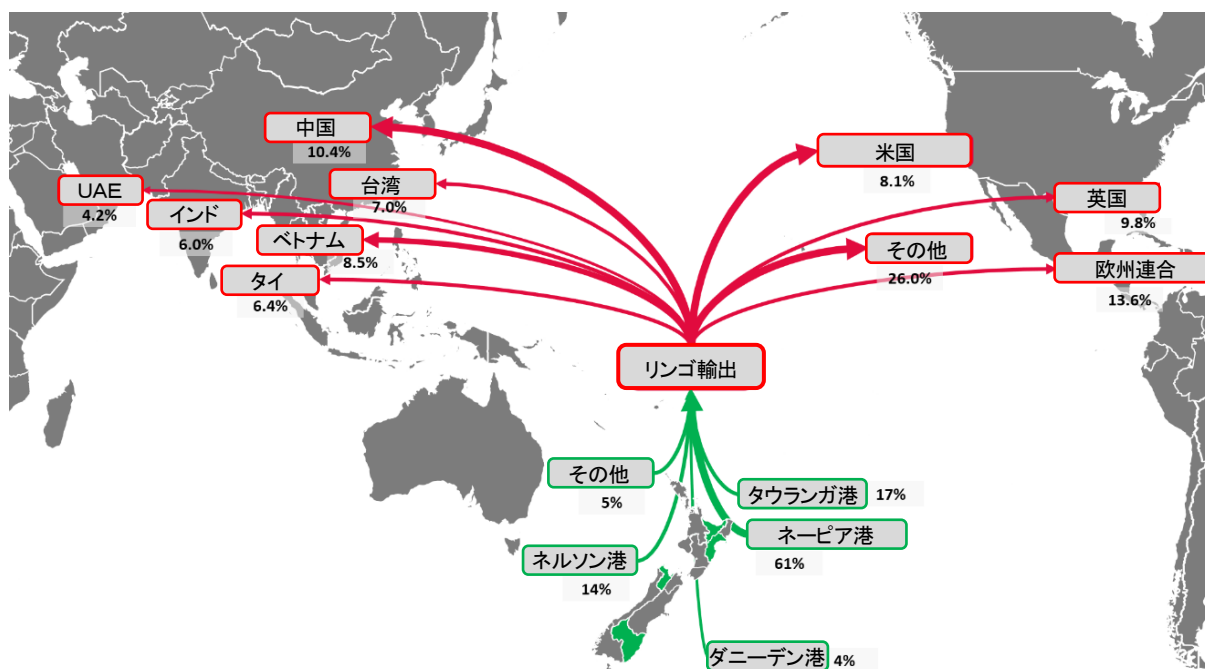 中国
10.4%
米国
8.1%
UAE
4.2%
台湾
7.0%
英国
9.8%
インド
6.0%
ベトナム
8.5%
その他
26.0%
タイ
6.4%
欧州連合
13.6%
リンゴ輸出
その他
5%
タウランガ港 17%
ネーピア港
61%
ネルソン港
14%
ダニーデン港 4%